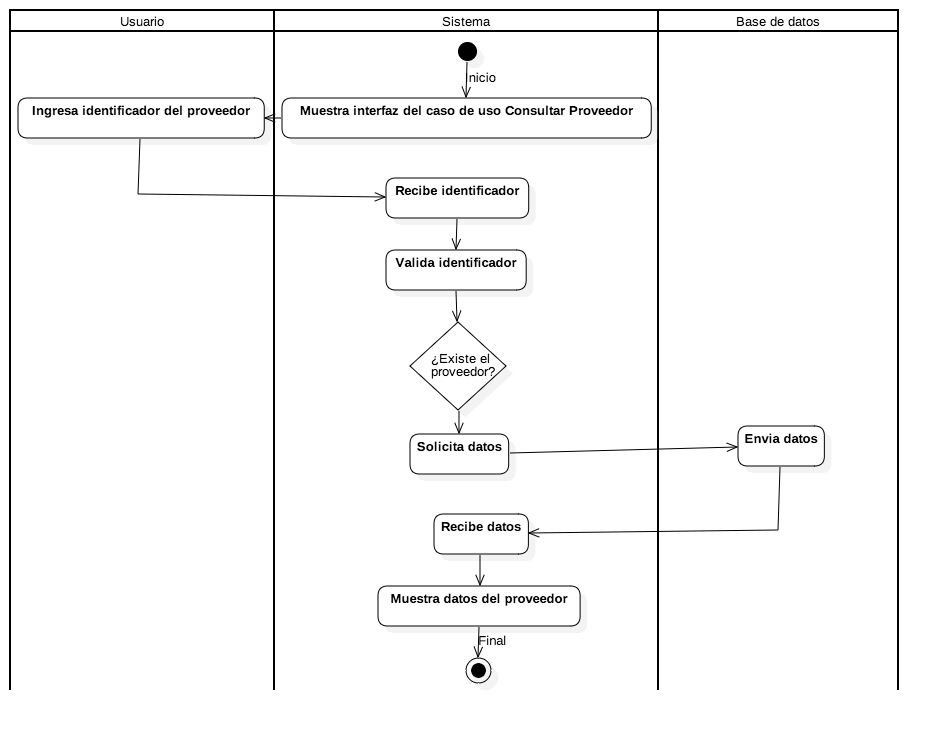 Usuario
Sistema
Base de datos
Inicio
Ingresa identificador del proveedor
Muestra interfaz del caso de uso Consultar Proveedor
Recibe identificador
Valida identificador
¿Existe el
proveedor?
Solicita datos
Envia datos
Recibe datos
Muestra datos del proveedor
Final